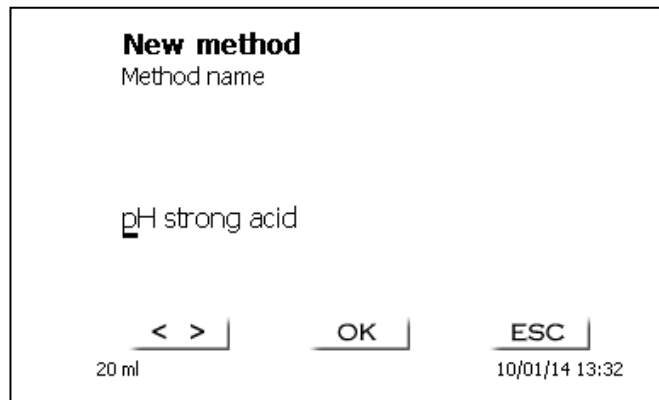 New method
Method name
pH strong acid
< > OK ESC
20 ml 10/01/14 13:32